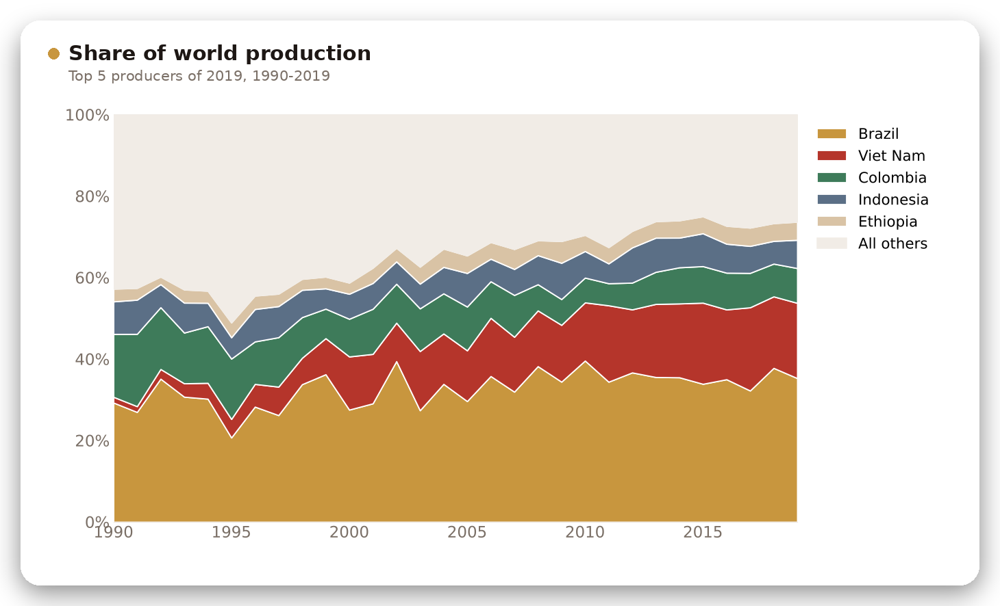 Share of world production
Top 5 producers of 2019, 1990-2019
100%
80%
60%
40%
20%
0%
1990 1995 2000 2005 2010 2015
Brazil
Viet Nam
Colombia
Indonesia
Ethiopia
All others